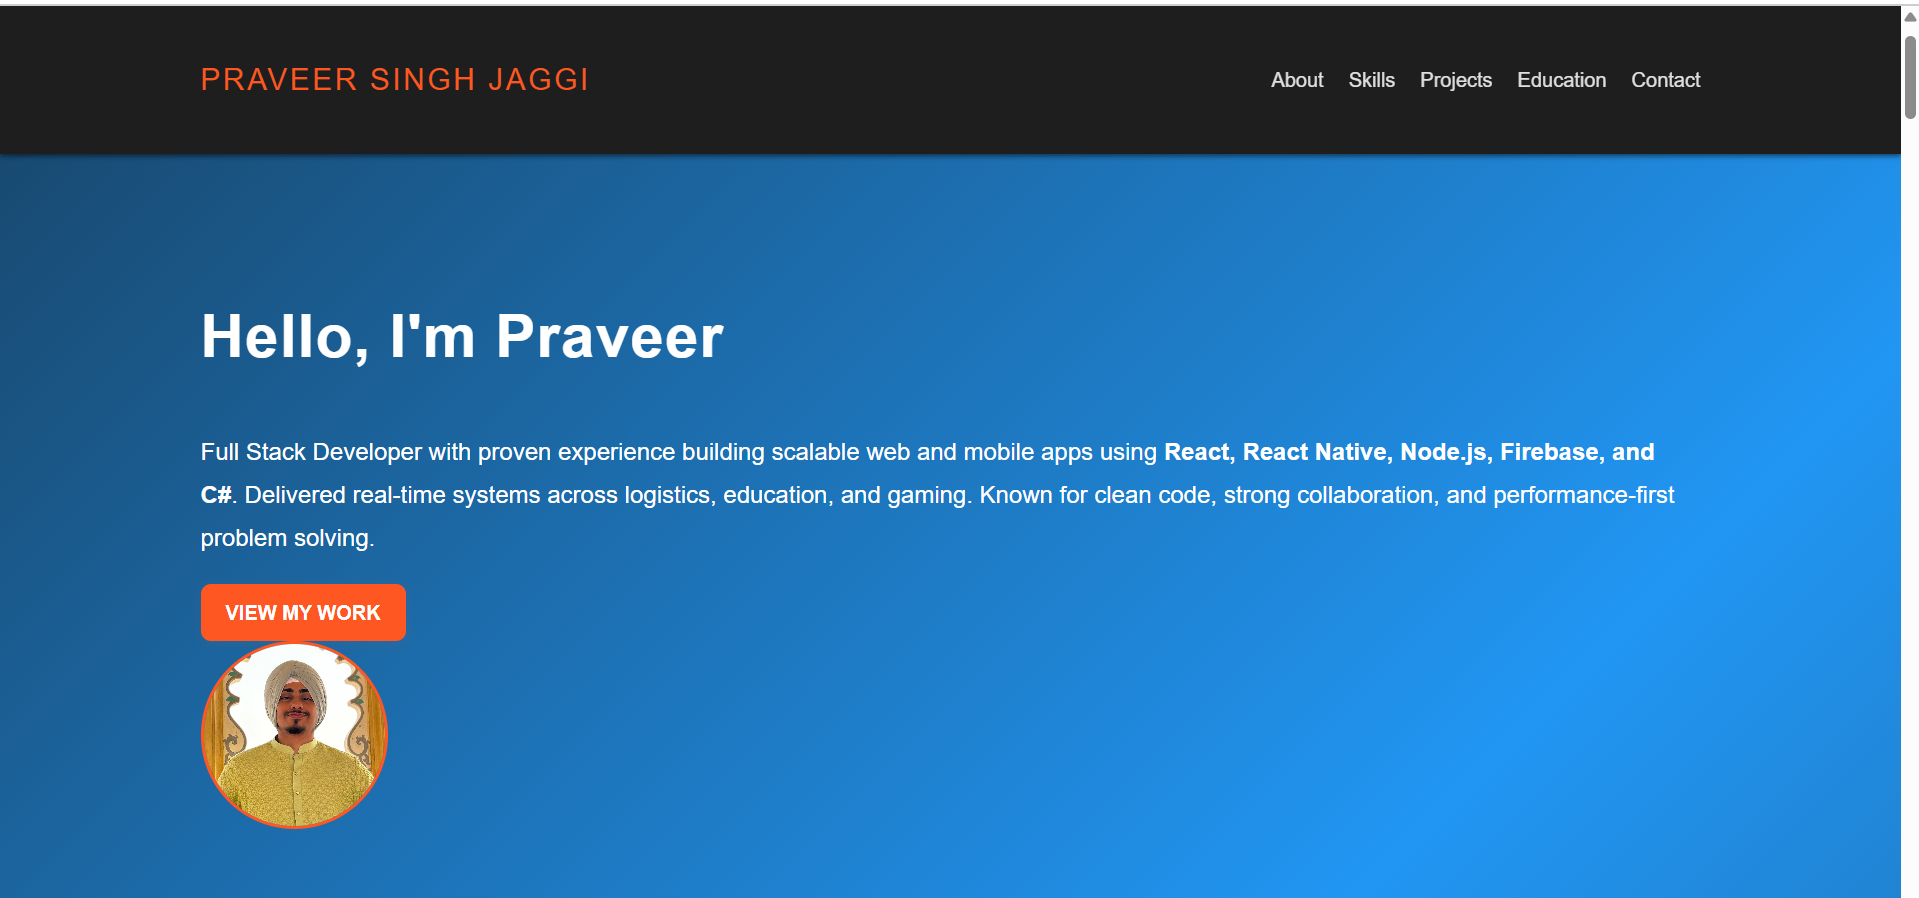 PRAVEER SINGH JAGGI
About Skills Projects Education Contact
Hello, I'm Praveer
Full Stack Developer with proven experience building scalable web and mobile apps using React, React Native, Node.js, Firebase, and
C#. Delivered real-time systems across logistics, education, and gaming. Known for clean code, strong collaboration, and performance-first
problem solving.
VIEW MY WORK